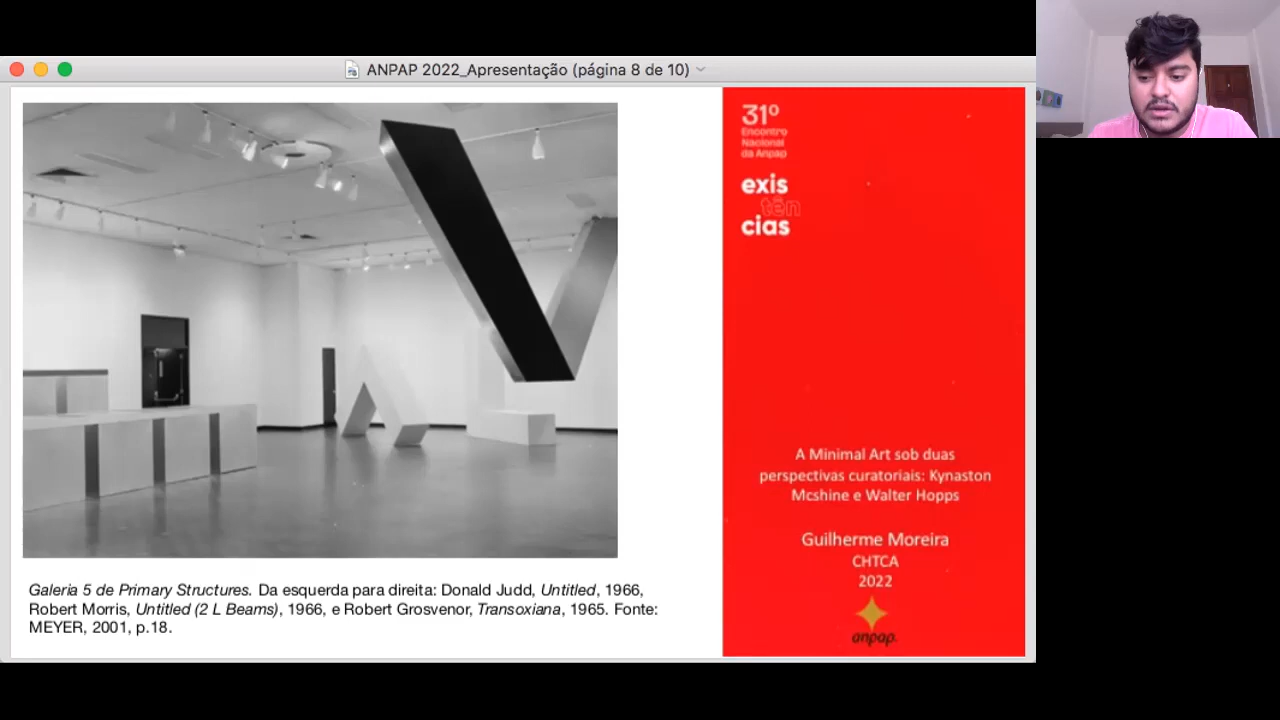 ANPAP 2022_Apresentação (página 8 de 10)
31º
Encontro
Nacional
da Anpap
exis
tên
cias
A Minimal Art sob duas
perspectivas curatoriais: Kynaston
Mcshine e Walter Hopps
Guilherme Moreira
CHTCA
2022
anpap.
Galeria 5 de Primary Structures. Da esquerda para direita: Donald Judd, Untitled, 1966,
Robert Morris, Untitled (2 L Beams), 1966, e Robert Grosvenor, Transoxiana, 1965. Fonte:
MEYER, 2001, p.18.